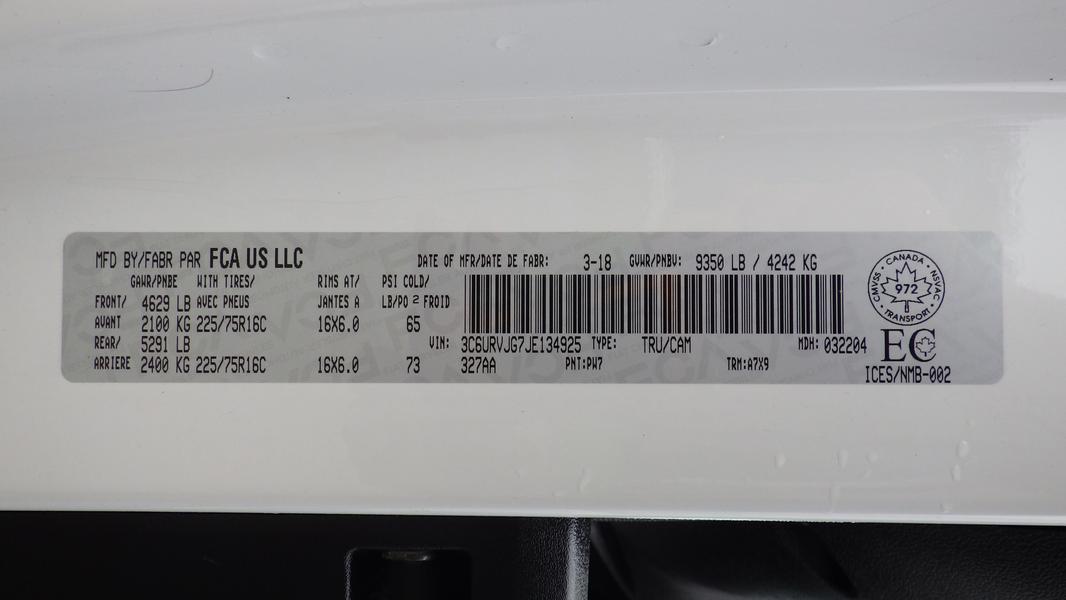 MFD BY/FABR PAR FCA US LLC
DATE OF MFR/DATE DE FABR: 3-18 GVWR/PNBV: 9350 LB / 4242 KG
GAWR/PNBE WITH TIRES/ RIMS AT/ PSI COLD/
FRONT/ 4629 LB AVEC PNEUS JANTES A LB/PO 2 FROID
AVANT 2100 KG 225/75R16C 16X6.0 65
REAR/ 5291 LB
ARRIERE 2400 KG 225/75R16C 16X6.0 73
VIN: 3C6URVJG7JE134925 TYPE: TRU/CAM MDH: 032204
327AA PNT:PW7 TRM:A7X9
CANADA
CMVSS 972 NSVAC
TRANSPORT
EC
ICES/NMB-002